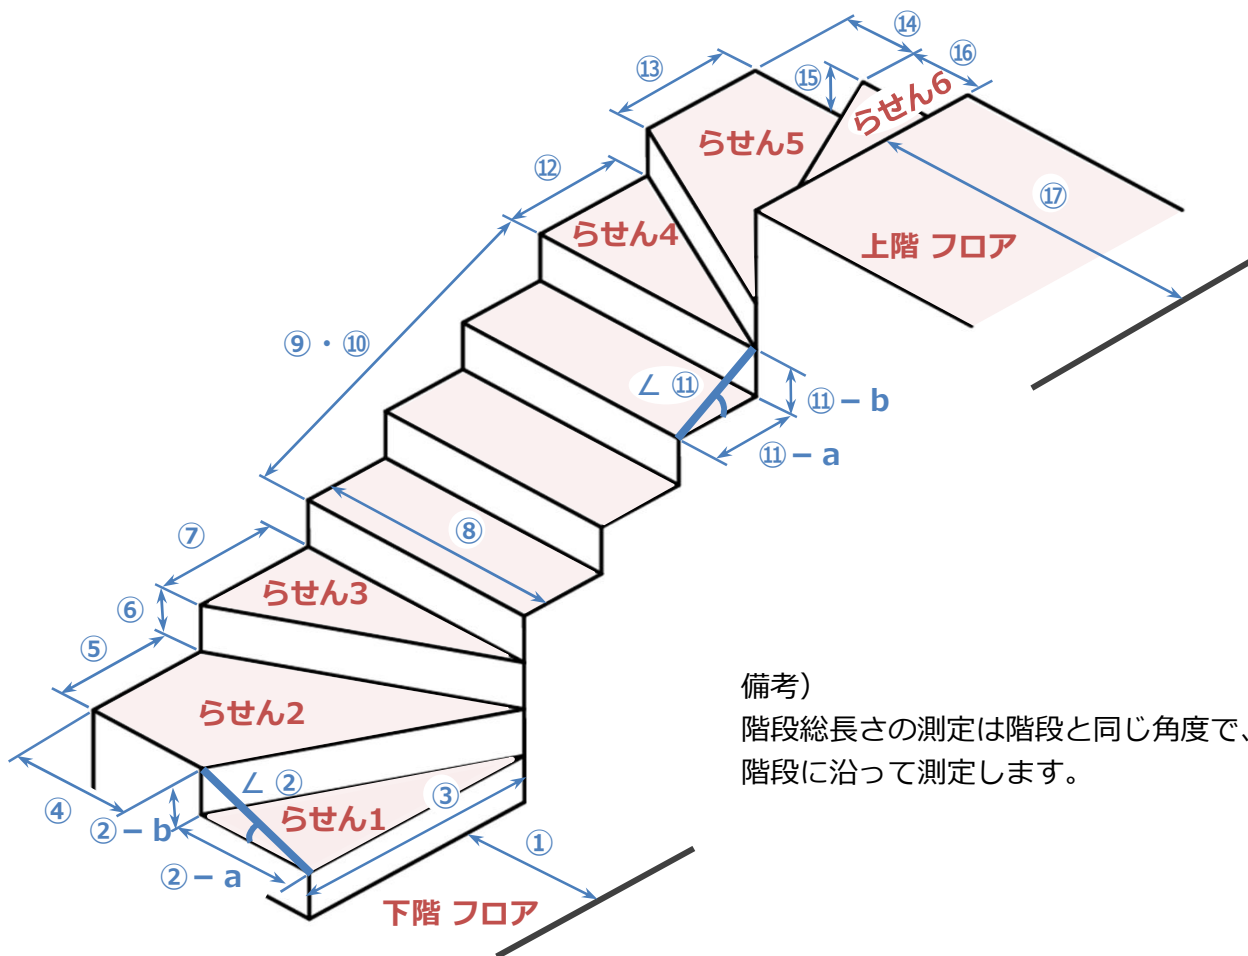 ⑭
⑯
⑬
⑮
らせん6
らせん5
⑫
⑰
らせん4
上階 フロア
⑨・⑩
∠ ⑪
⑪－b
⑪－a
⑧
⑦
らせん3
⑥
⑤
らせん2
∠ ②
③
④
②－b
らせん1
①
②－a
下階 フロア
備考）
階段総長さの測定は階段と同じ角度で、
階段に沿って測定します。